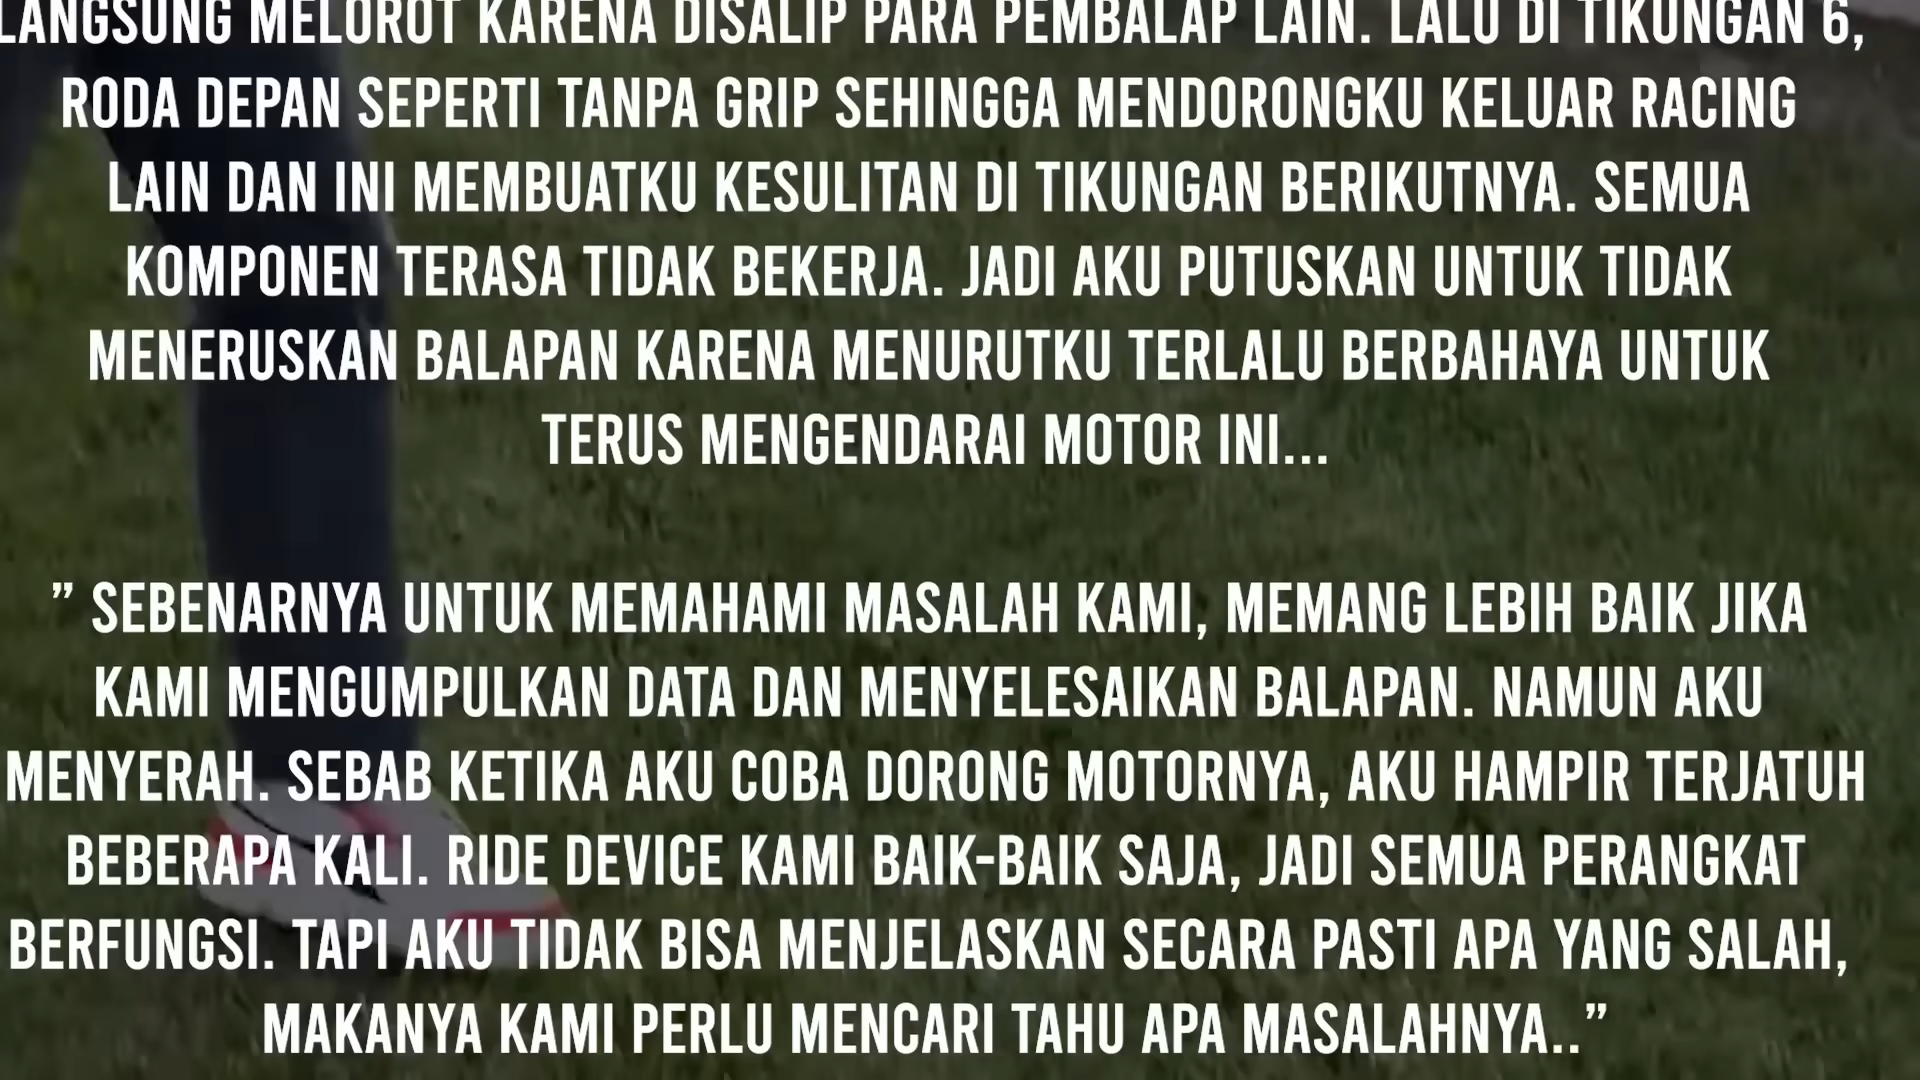 LANGSUNG MELOROT KARENA DISALIP PARA PEMBALAP LAIN. LALU DI TIKUNGAN 6,
RODA DEPAN SEPERTI TANPA GRIP SEHINGGA MENDORONGKU KELUAR RACING
LAIN DAN INI MEMBUATKU KESULITAN DI TIKUNGAN BERIKUTNYA. SEMUA
KOMPONEN TERASA TIDAK BEKERJA. JADI AKU PUTUSKAN UNTUK TIDAK
MENERUSKAN BALAPAN KARENA MENURUTKU TERLALU BERBAHAYA UNTUK
TERUS MENGENDARAI MOTOR INI...
” SEBENARNYA UNTUK MEMAHAMI MASALAH KAMI, MEMANG LEBIH BAIK JIKA
KAMI MENGUMPULKAN DATA DAN MENYELESAIKAN BALAPAN. NAMUN AKU
MENYERAH. SEBAB KETIKA AKU COBA DORONG MOTORNYA, AKU HAMPIR TERJATUH
BEBERAPA KALI. RIDE DEVICE KAMI BAIK-BAIK SAJA, JADI SEMUA PERANGKAT
BERFUNGSI. TAPI AKU TIDAK BISA MENJELASKAN SECARA PASTI APA YANG SALAH,
MAKANYA KAMI PERLU MENCARI TAHU APA MASALAHNYA..”